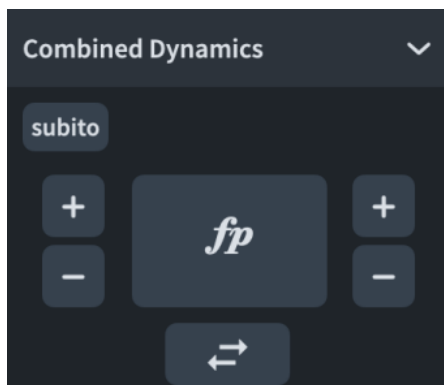 Combined Dynamics
subito
+ +
fp
− −